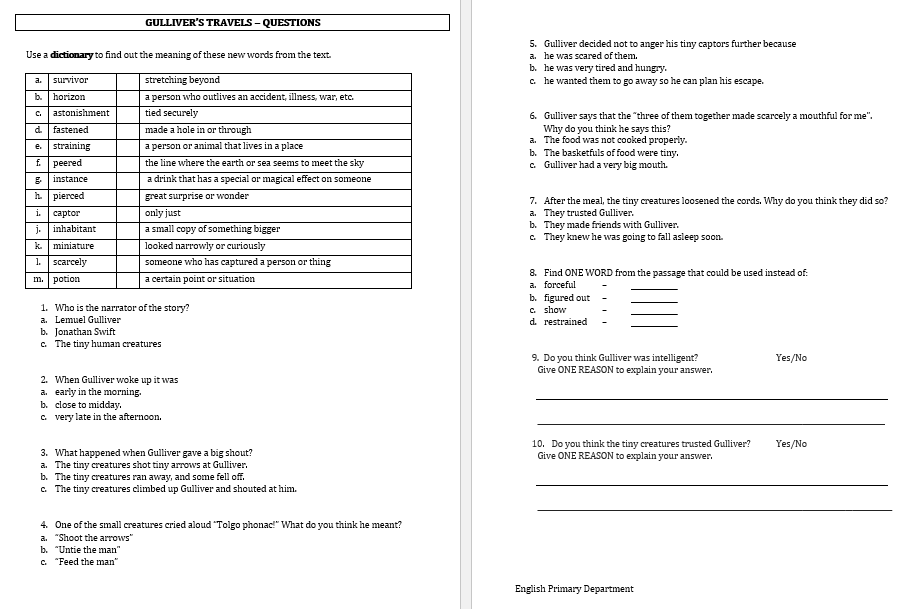 GULLIVER'S TRAVELS – QUESTIONS
Use a dictionary to find out the meaning of these new words from the text.
a. survivor stretching beyond
b. horizon a person who outlives an accident, illness, war, etc.
c. astonishment tied securely
d. fastened made a hole in or through
e. straining a person or animal that lives in a place
f. peered the line where the earth or sea seems to meet the sky
g. instance a drink that has a special or magical effect on someone
h. pierced great surprise or wonder
i. captor only just
j. inhabitant a small copy of something bigger
k. miniature looked narrowly or curiously
l. scarcely someone who has captured a person or thing
m. potion a certain point or situation
1. Who is the narrator of the story?
a. Lemuel Gulliver
b. Jonathan Swift
c. The tiny human creatures
2. When Gulliver woke up it was
a. early in the morning.
b. close to midday.
c. very late in the afternoon.
3. What happened when Gulliver gave a big shout?
a. The tiny creatures shot tiny arrows at Gulliver.
b. The tiny creatures ran away, and some fell off.
c. The tiny creatures climbed up Gulliver and shouted at him.
4. One of the small creatures cried aloud "Tolgo phonac!" What do you think he meant?
a. "Shoot the arrows"
b. "Untie the man"
c. "Feed the man"
5. Gulliver decided not to anger his tiny captors further because
a. he was scared of them.
b. he was very tired and hungry.
c. he wanted them to go away so he can plan his escape.
6. Gulliver says that the "three of them together made scarcely a mouthful for me".
Why do you think he says this?
a. The food was not cooked properly.
b. The basketfuls of food were tiny.
c. Gulliver had a very big mouth.
7. After the meal, the tiny creatures loosened the cords. Why do you think they did so?
a. They trusted Gulliver.
b. They made friends with Gulliver.
c. They knew he was going to fall asleep soon.
8. Find ONE WORD from the passage that could be used instead of:
a. forceful – ________
b. figured out – ________
c. show – ________
d. restrained – ________
9. Do you think Gulliver was intelligent? Yes/No
Give ONE REASON to explain your answer.
10. Do you think the tiny creatures trusted Gulliver? Yes/No
Give ONE REASON to explain your answer.
English Primary Department